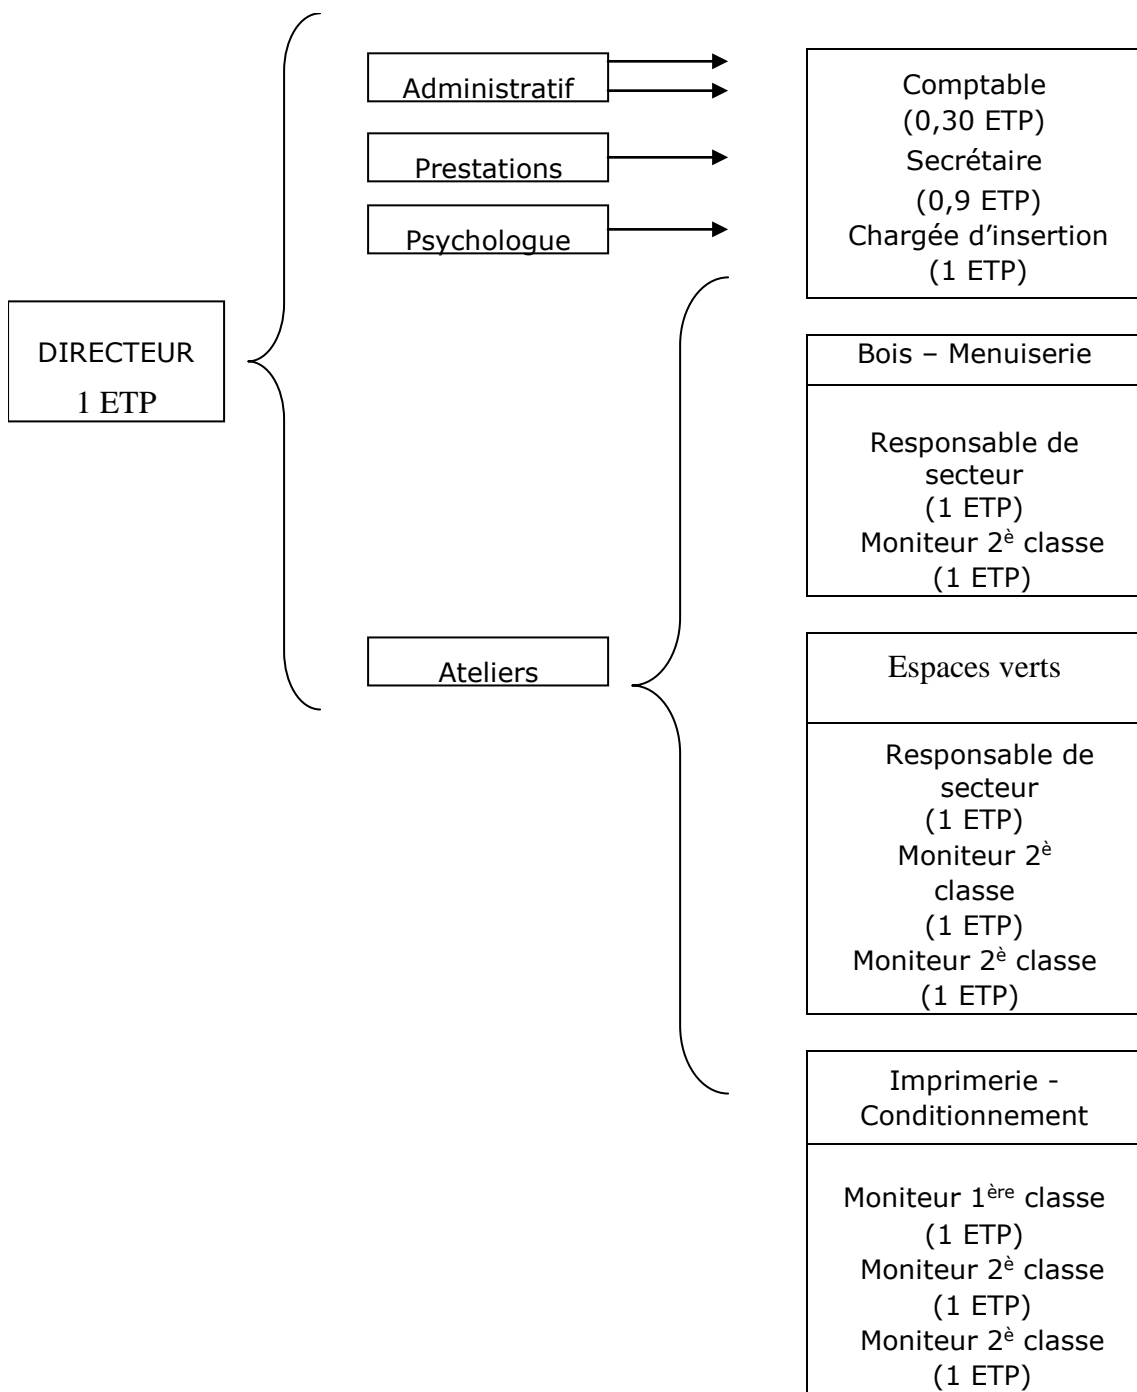 DIRECTEUR
1 ETP
Administratif
Prestations
Psychologue
Ateliers
Comptable
(0,30 ETP)
Secrétaire
(0,9 ETP)
Chargée d’insertion
(1 ETP)
Bois – Menuiserie
Responsable de
secteur
(1 ETP)
Moniteur 2è classe
(1 ETP)
Espaces verts
Responsable de
secteur
(1 ETP)
Moniteur 2è
classe
(1 ETP)
Moniteur 2è classe
(1 ETP)
Imprimerie -
Conditionnement
Moniteur 1ère classe
(1 ETP)
Moniteur 2è classe
(1 ETP)
Moniteur 2è classe
(1 ETP)